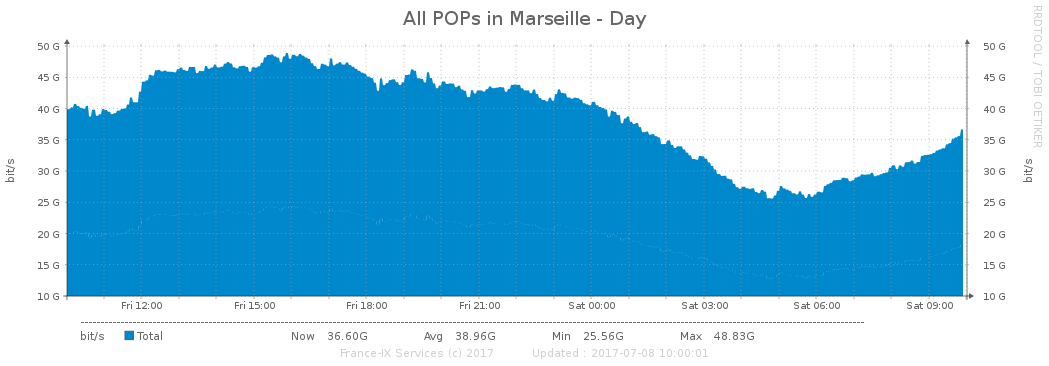 All POPs in Marseille - Day
RRDTOOL / TOBI OETIKER
50 G 50 G
45 G 45 G
40 G 40 G
35 G 35 G
30 G 30 G
25 G 25 G
20 G 20 G
15 G 15 G
10 G 10 G
bit/s bit/s
Fri 12:00 Fri 15:00 Fri 18:00 Fri 21:00 Sat 00:00 Sat 03:00 Sat 06:00 Sat 09:00
bit/s Total Now 36.60G Avg 38.96G Min 25.56G Max 48.83G
France-IX Services (c) 2017 Updated : 2017-07-08 10:00:01